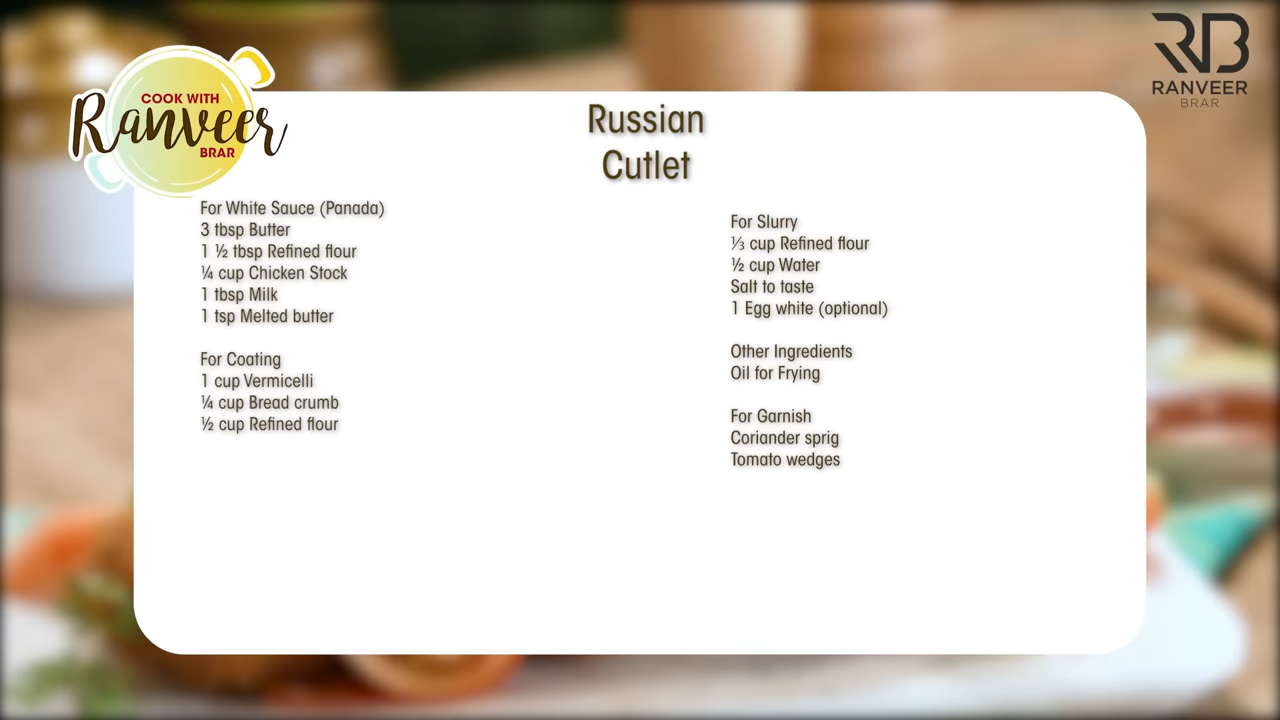 COOK WITH
Ranveer
BRAR
RB
RANVEER
BRAR
Russian
Cutlet
For White Sauce (Panada)
3 tbsp Butter
1 ½ tbsp Refined flour
¼ cup Chicken Stock
1 tbsp Milk
1 tsp Melted butter
For Coating
1 cup Vermicelli
¼ cup Bread crumb
½ cup Refined flour
For Slurry
⅓ cup Refined flour
½ cup Water
Salt to taste
1 Egg white (optional)
Other Ingredients
Oil for Frying
For Garnish
Coriander sprig
Tomato wedges